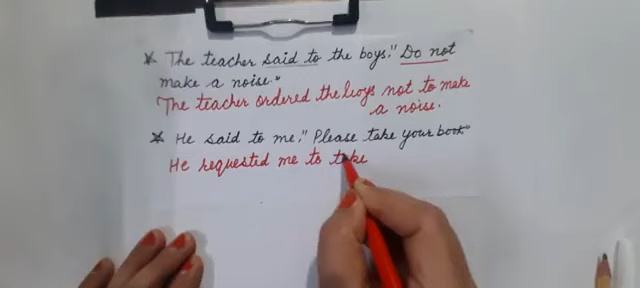 * The teacher said to the boys," Do not
make a noise."
The teacher ordered the boys not to make
a noise.
* He said to me," Please take your book"
He requested me to take